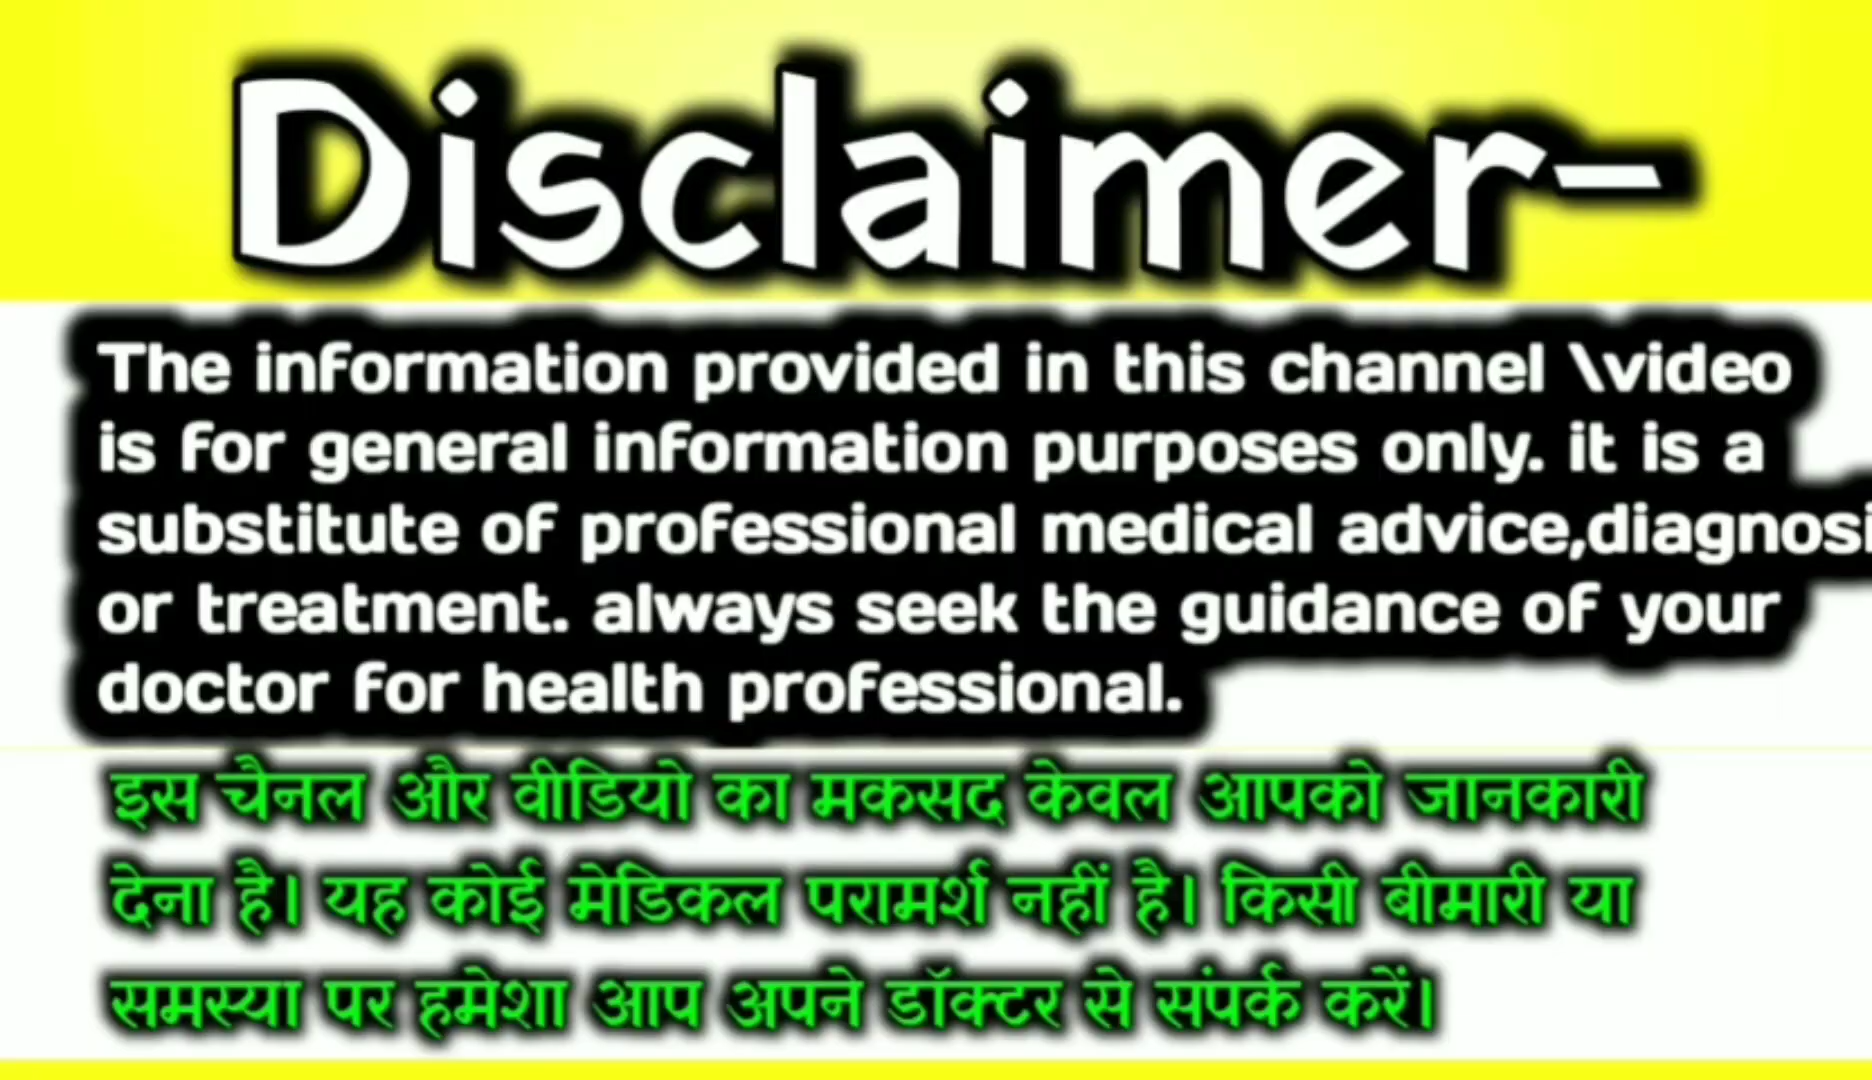 Disclaimer-
The information provided in this channel \video
is for general information purposes only. it is a
substitute of professional medical advice,diagnosi
or treatment. always seek the guidance of your
doctor for health professional.
इस चैनल और वीडियो का मकसद केवल आपको जानकारी
देना है। यह कोई मेडिकल परामर्श नहीं है। किसी बीमारी या
समस्या पर हमेशा आप अपने डॉक्टर से संपर्क करें।